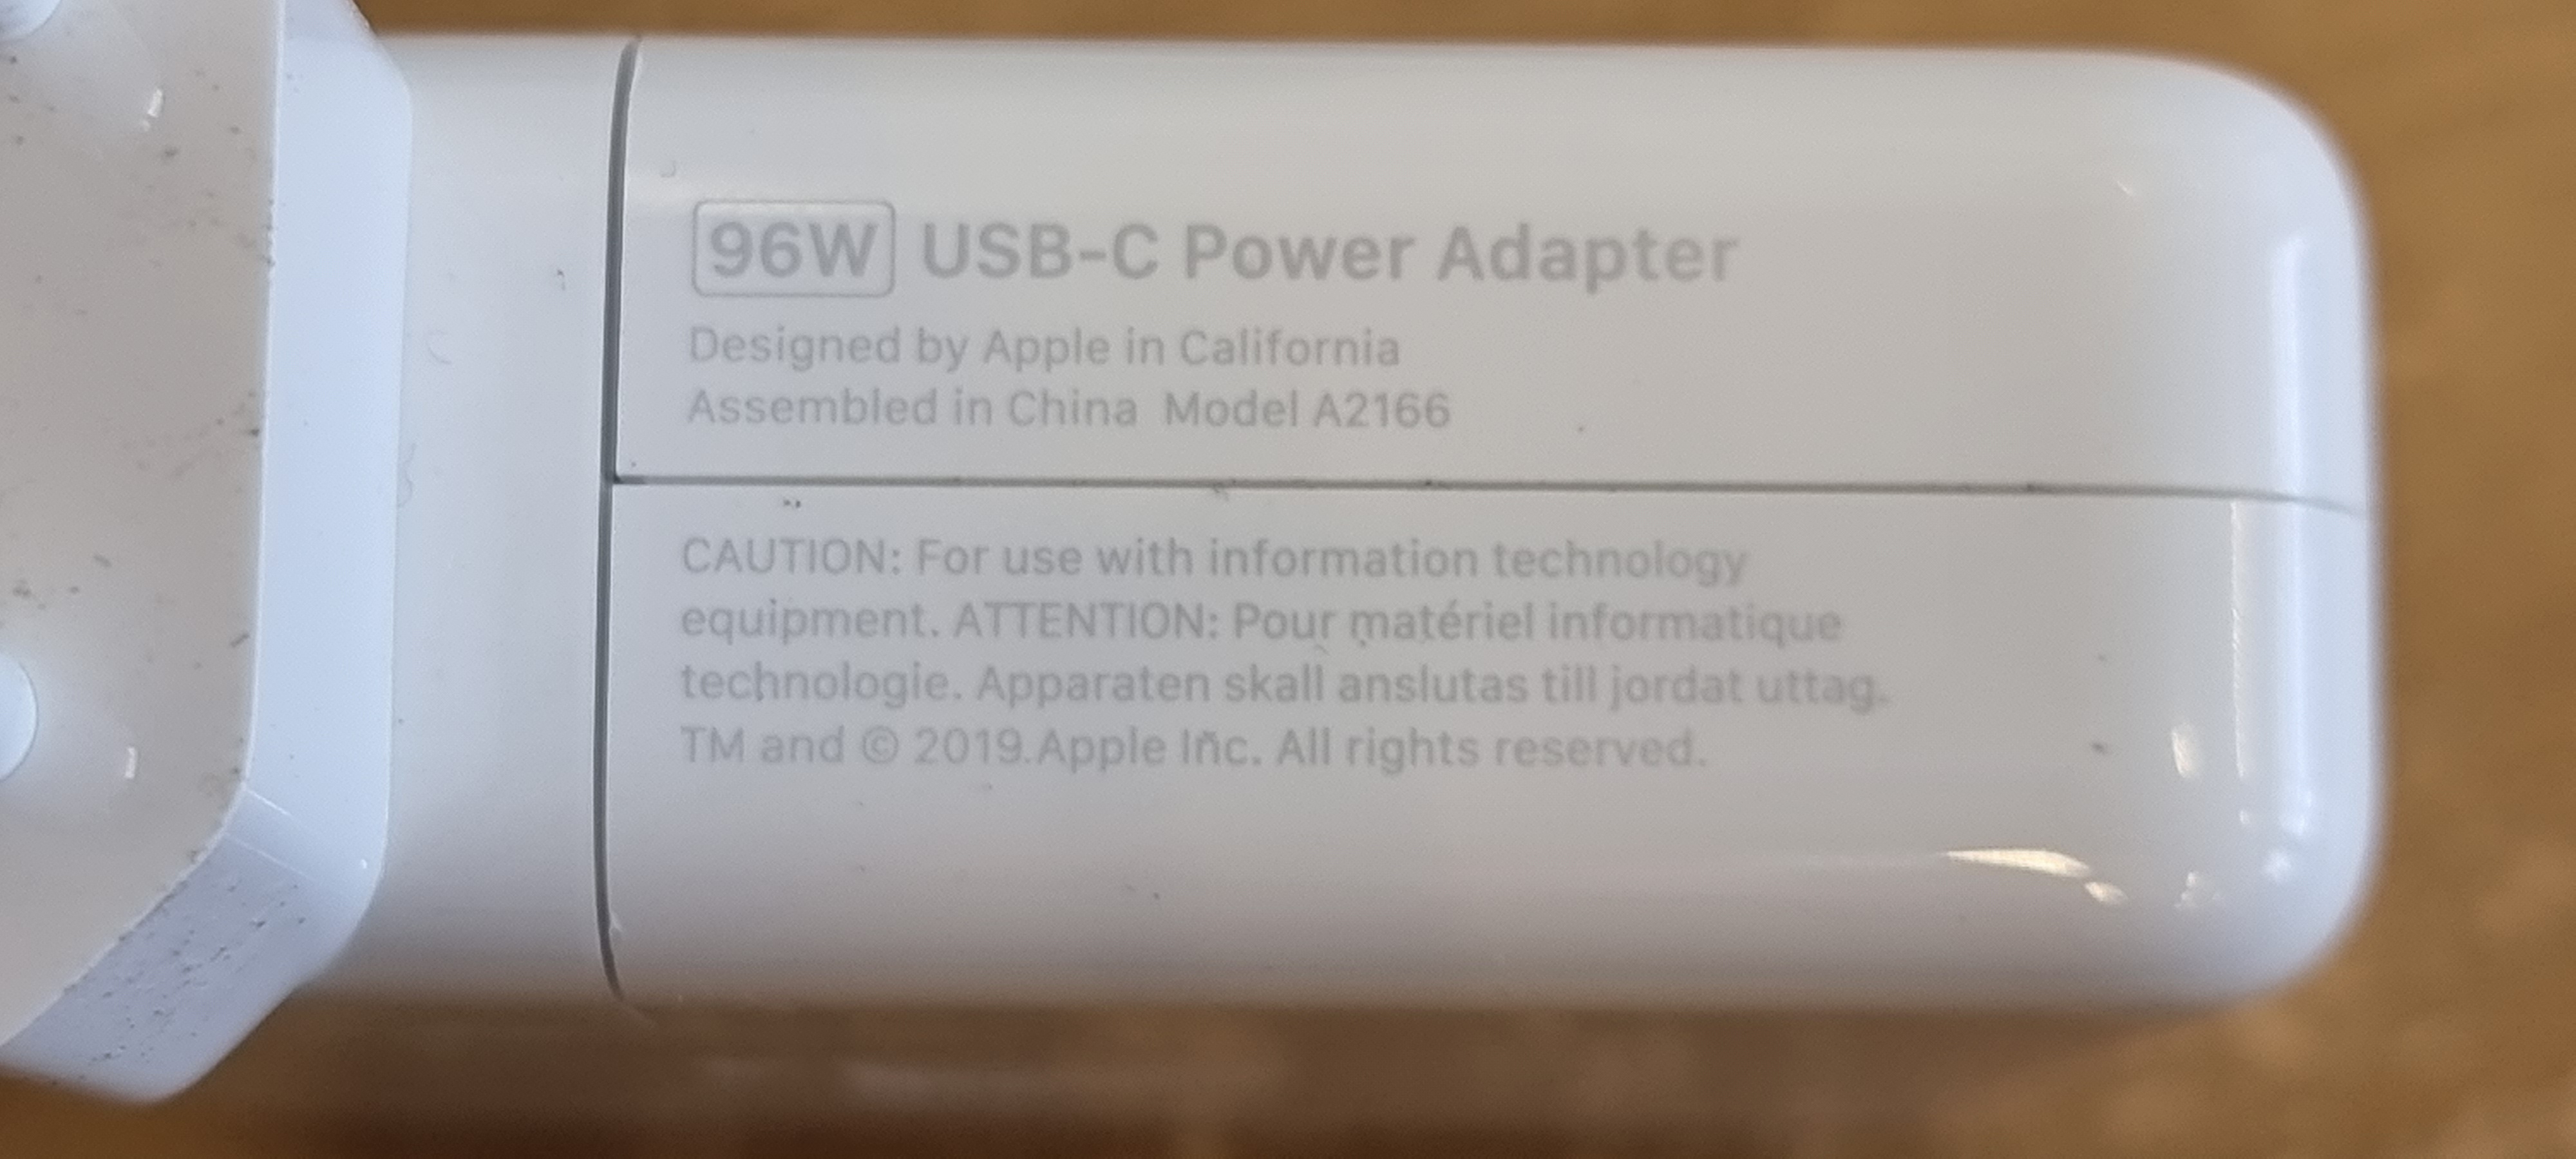 96W USB-C Power Adapter
Designed by Apple in California
Assembled in China Model A2166
CAUTION: For use with information technology
equipment. ATTENTION: Pour matériel informatique
technologie. Apparaten skall anslutas till jordat uttag.
TM and © 2019 Apple Inc. All rights reserved.